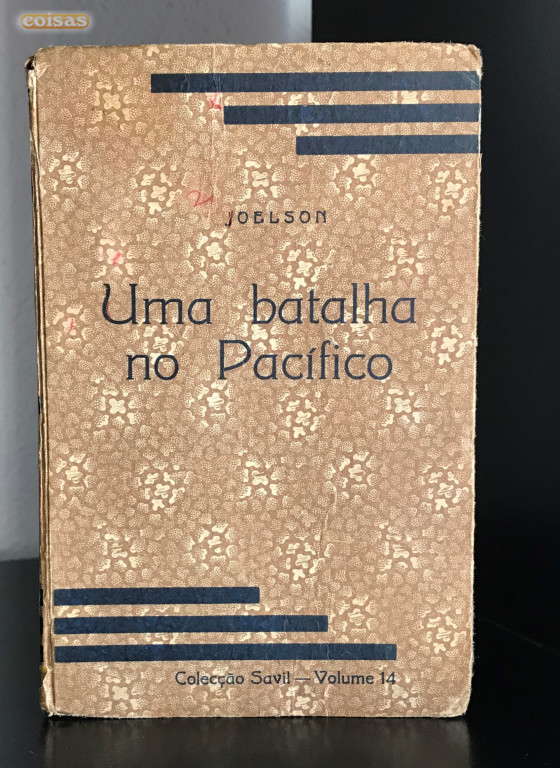 coisas
JOELSON
Uma batalha
no Pacífico
Colecção Savil — Volume 14